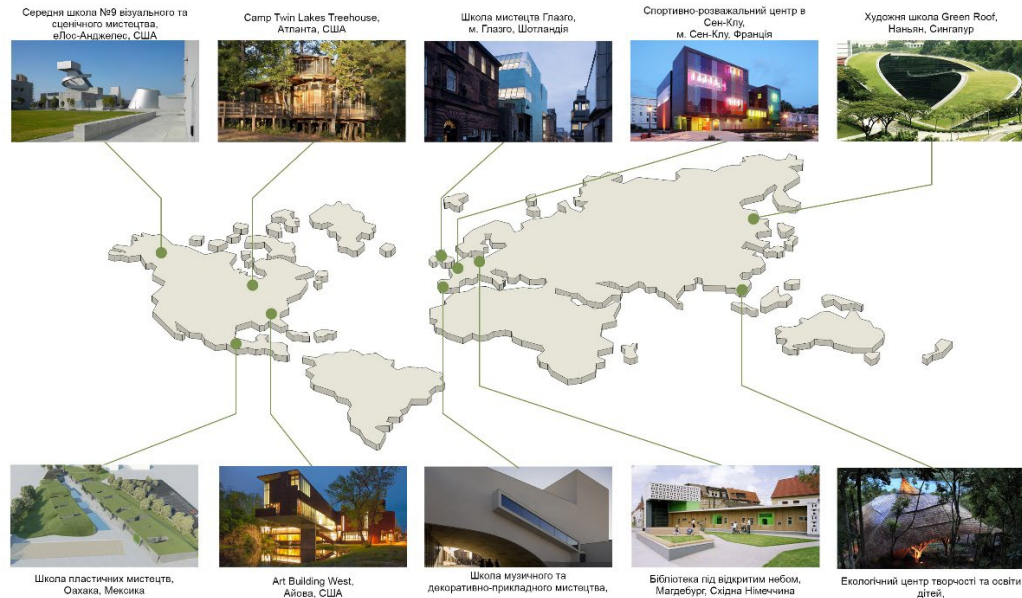 Середня школа №9 візуального та
сценічного мистецтва,
еЛос-Анджелес, США
Camp Twin Lakes Treehouse,
Атланта, США
Школа мистецтв Глазго,
м. Глазго, Шотландія
Спортивно-розважальний центр в
Сен-Клу,
м. Сен-Клу, Франція
Художня школа Green Roof,
Наньян, Сингапур
Школа пластичних мистецтв,
Оахака, Мексика
Art Building West,
Айова, США
Школа музичного та
декоративно-прикладного мистецтва,
Бібліотека під відкритим небом,
Магдебург, Східна Німеччина
Екологічний центр творчості та освіти
дітей,